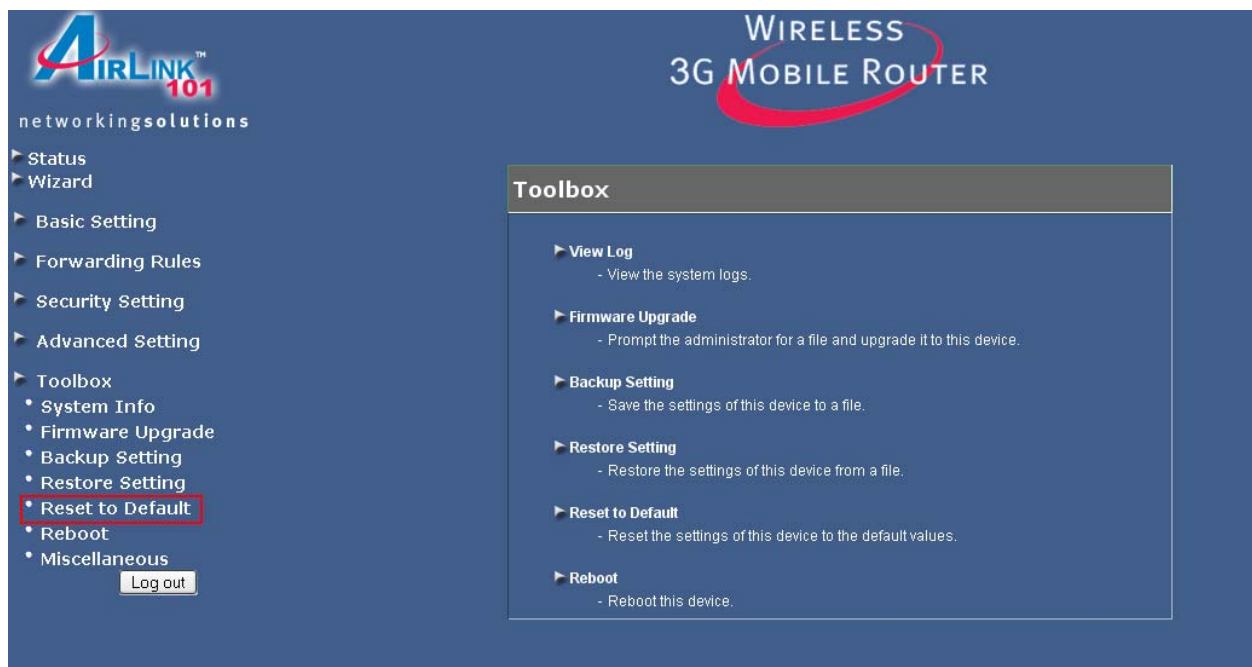 AIRLINK™
101
networkingsolutions
WIRELESS
3G MOBILE ROUTER
Status
Wizard
Basic Setting
Forwarding Rules
Security Setting
Advanced Setting
Toolbox
System Info
Firmware Upgrade
Backup Setting
Restore Setting
Reset to Default
Reboot
Miscellaneous
Log out
Toolbox
View Log
- View the system logs.
Firmware Upgrade
- Prompt the administrator for a file and upgrade it to this device.
Backup Setting
- Save the settings of this device to a file.
Restore Setting
- Restore the settings of this device from a file.
Reset to Default
- Reset the settings of this device to the default values.
Reboot
- Reboot this device.